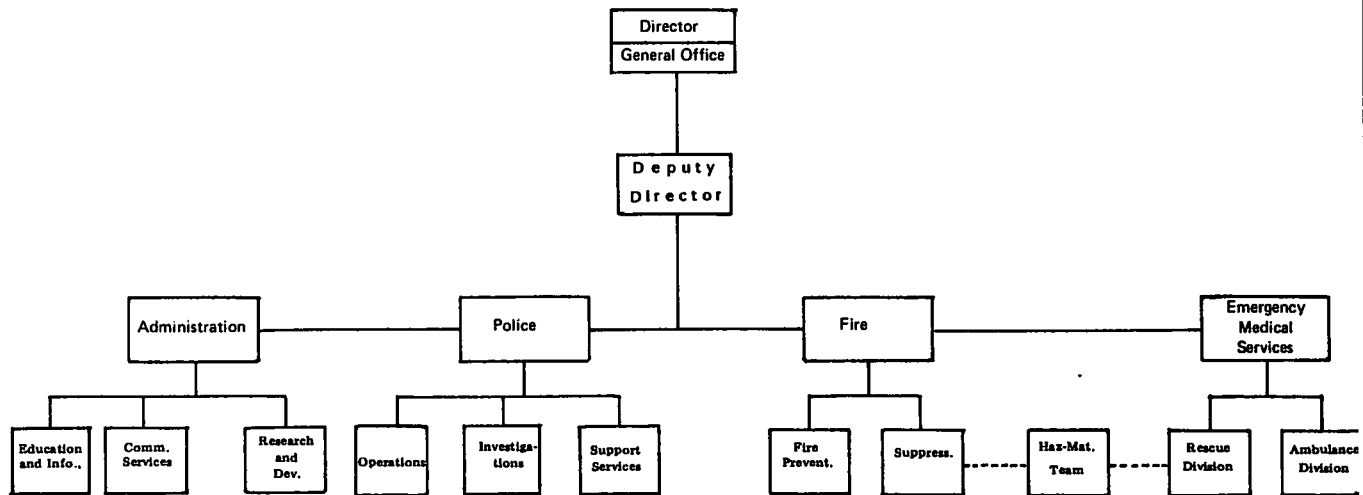 Director
General Office
Deputy
Director
Administration
Police
Fire
Emergency
Medical
Services
Education
and Info.,
Comm.
Services
Research
and
Dev.
Operations
Investiga-
tions
Support
Services
Fire
Prevent.
Suppress.
Haz-Mat.
Team
Rescue
Division
Ambulance
Division